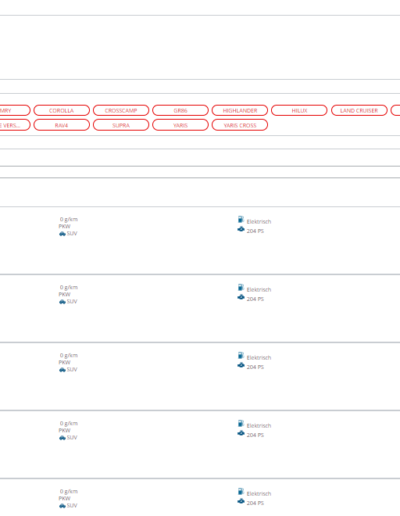 MRY COROLLA CROSSCAMP GR86 HIGHLANDER HILUX LAND CRUISER
C VERS... RAV4 SUPRA YARIS YARIS CROSS
0 g/km
Elektrisch
PKW
SUV
204 PS
0 g/km
Elektrisch
PKW
SUV
204 PS
0 g/km
Elektrisch
PKW
SUV
204 PS
0 g/km
Elektrisch
PKW
SUV
204 PS
0 g/km
Elektrisch
PKW
SUV
204 PS